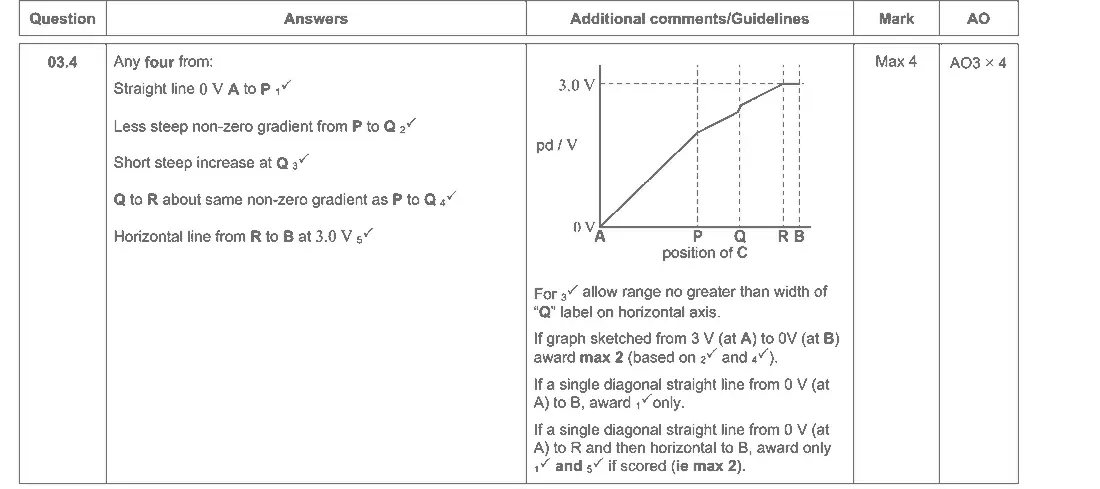 Question Answers Additional comments/Guidelines Mark AO
03.4 Any four from: Max 4 AO3 × 4
Straight line 0 V A to P 1✓
Less steep non-zero gradient from P to Q 2✓
Short steep increase at Q 3✓
Q to R about same non-zero gradient as P to Q 4✓
Horizontal line from R to B at 3.0 V 5✓
3.0 V
pd / V
0 V
A P Q R B
position of C
For 3✓ allow range no greater than width of
"Q" label on horizontal axis.
If graph sketched from 3 V (at A) to 0V (at B)
award max 2 (based on 2✓ and 4✓).
If a single diagonal straight line from 0 V (at
A) to B, award 1✓only.
If a single diagonal straight line from 0 V (at
A) to R and then horizontal to B, award only
1✓ and 5✓ if scored (ie max 2).